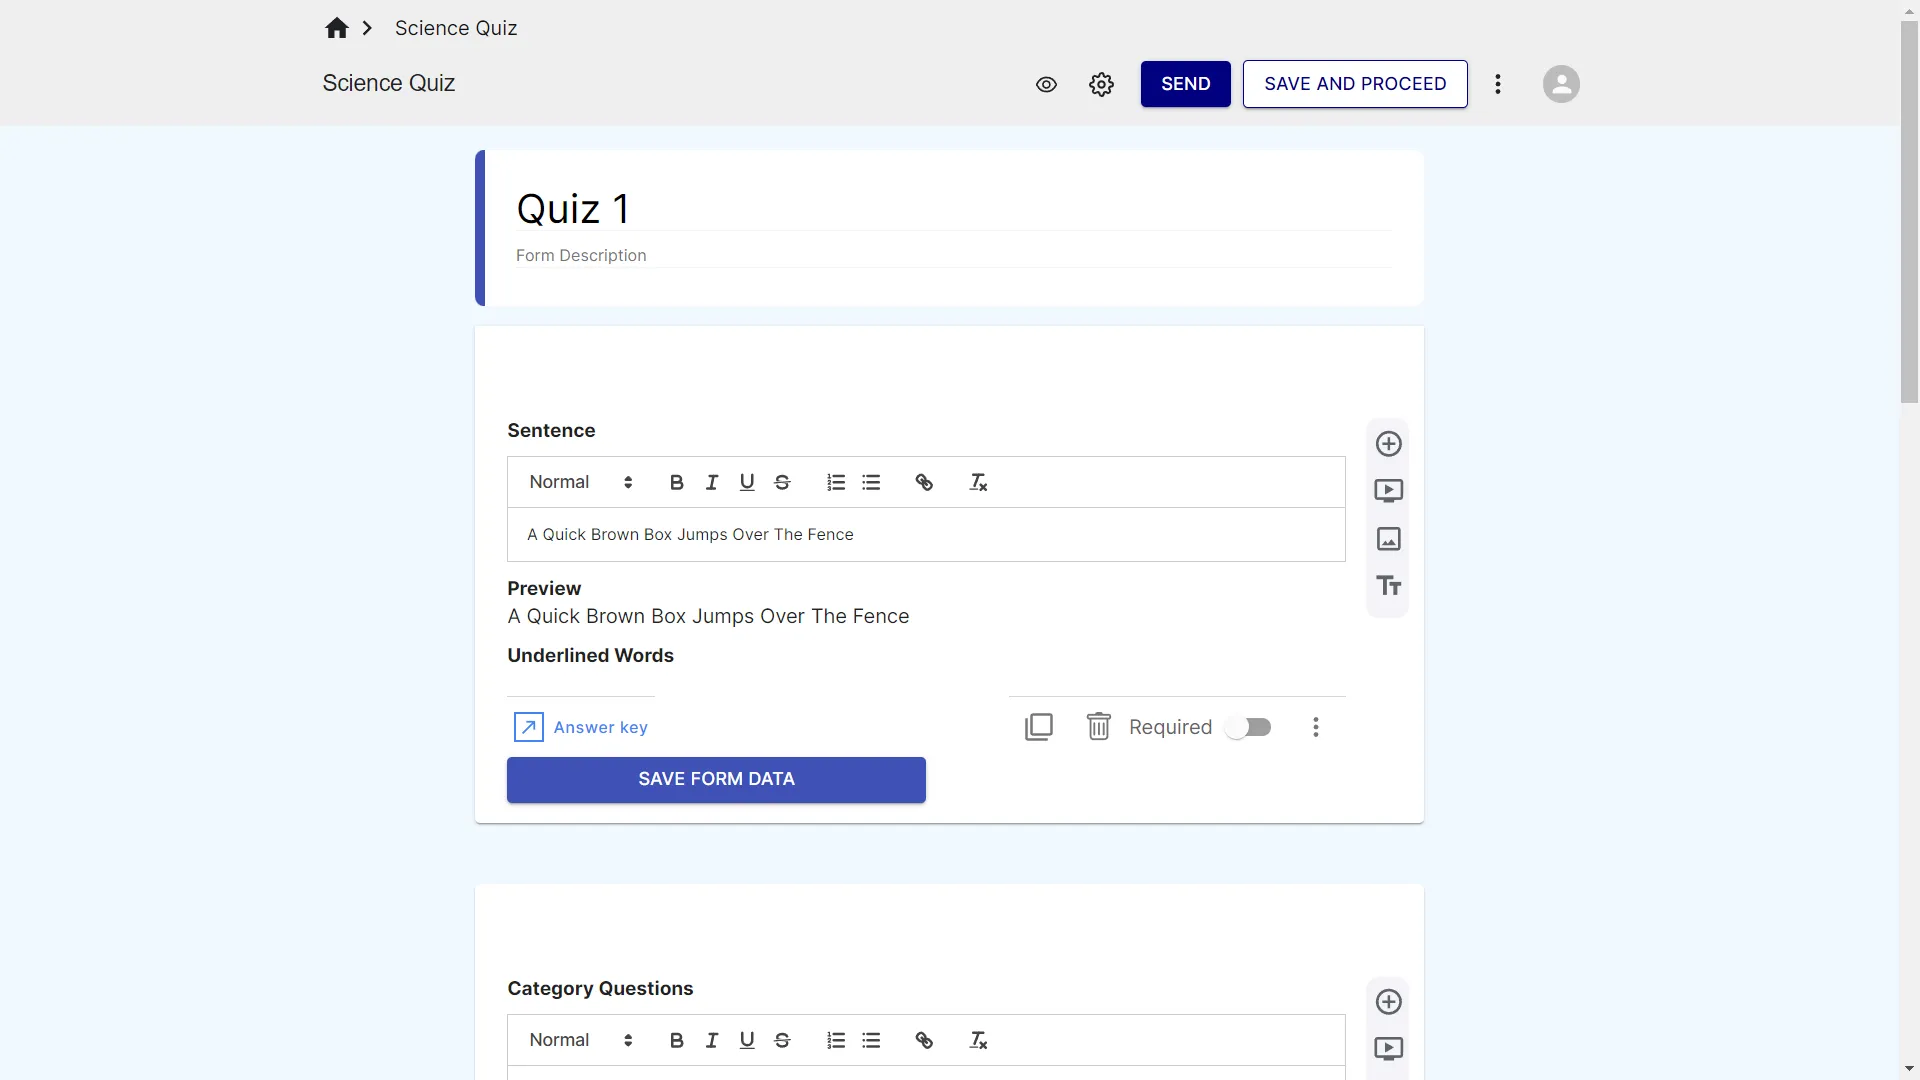 Science Quiz
Science Quiz
SEND
SAVE AND PROCEED
Quiz 1
Form Description
Sentence
Normal
A Quick Brown Box Jumps Over The Fence
Preview
A Quick Brown Box Jumps Over The Fence
Underlined Words
Answer key
Required
SAVE FORM DATA
Category Questions
Normal